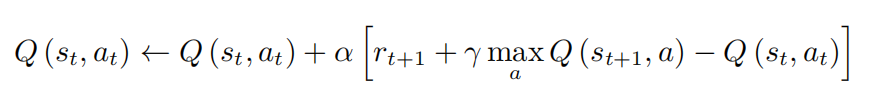 Q(s_t, a_t) ← Q(s_t, a_t) + α [r_{t+1} + γ max_a Q(s_{t+1}, a) − Q(s_t, a_t)]